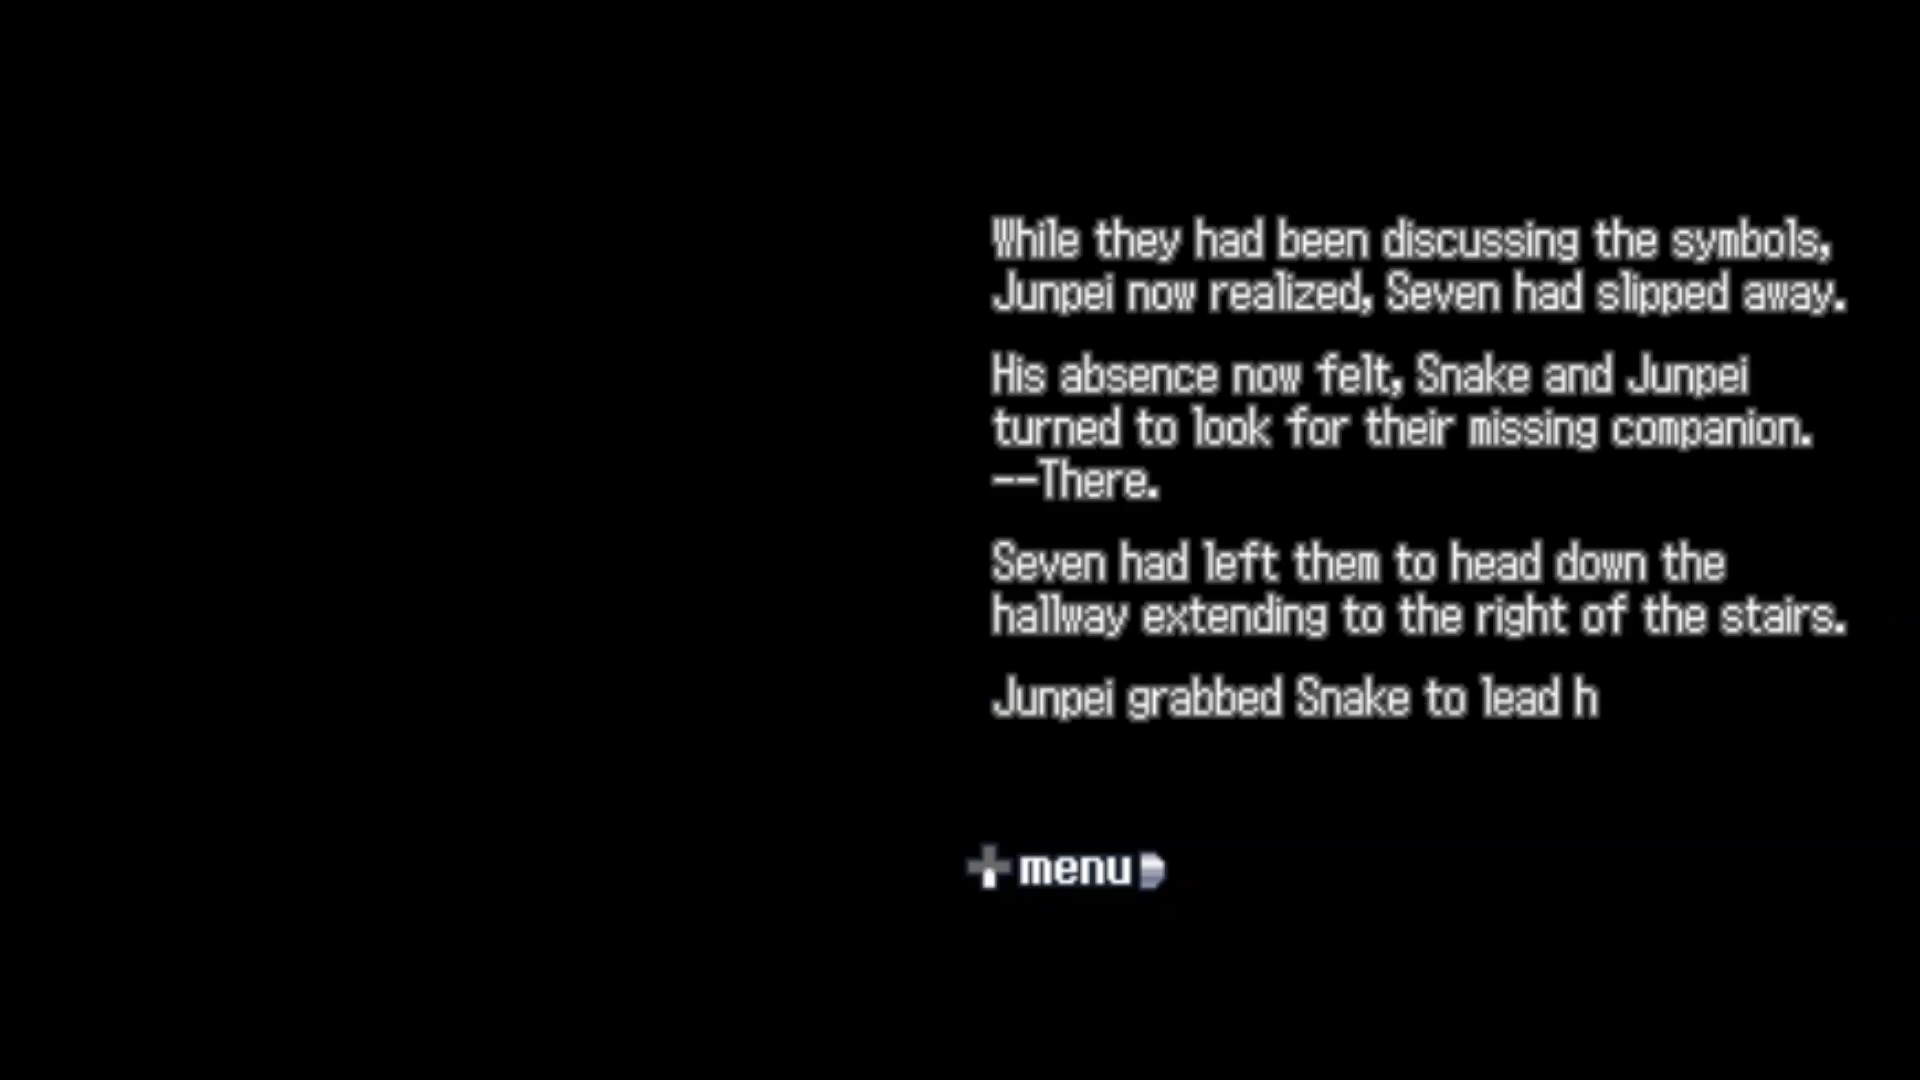 While they had been discussing the symbols,
Junpei now realized, Seven had slipped away.
His absence now felt, Snake and Junpei
turned to look for their missing companion.
--There.
Seven had left them to head down the
hallway extending to the right of the stairs.
Junpei grabbed Snake to lead h
menu